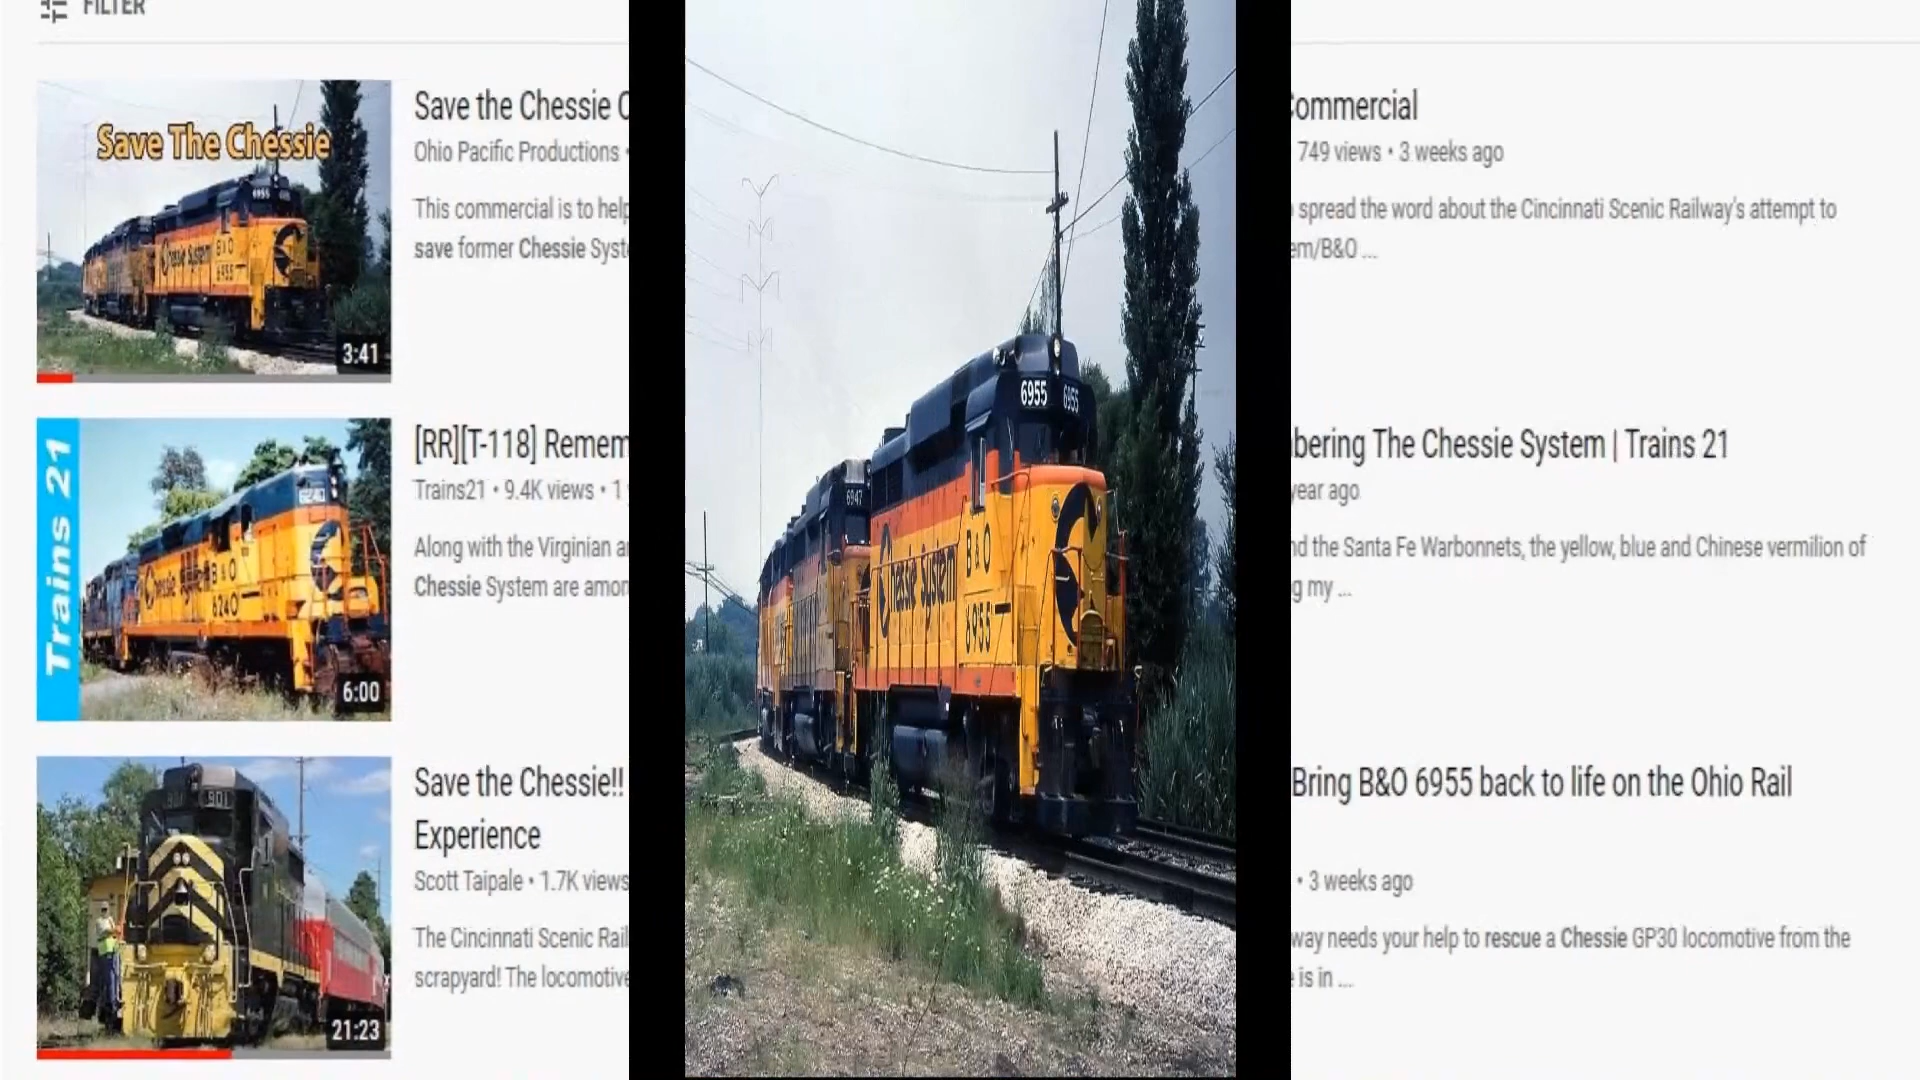 FILTER
Save The Chessie
Chessie System
B&O
6955
3:41
Save the Chessie C
ommercial
Ohio Pacific Productions •
749 views • 3 weeks ago
This commercial is to help
spread the word about the Cincinnati Scenic Railway's attempt to
save former Chessie Syste
em/B&O ...
Trains 21
Chessie System
B&O
6240
6:00
[RR][T-118] Remem
bering The Chessie System | Trains 21
Trains21 • 9.4K views • 1
year ago
Along with the Virginian a
nd the Santa Fe Warbonnets, the yellow, blue and Chinese vermilion of
Chessie System are amon
g my ...
901
21:23
Save the Chessie!!
Bring B&O 6955 back to life on the Ohio Rail
Experience
Scott Taipale • 1.7K views
• 3 weeks ago
The Cincinnati Scenic Rail
way needs your help to rescue a Chessie GP30 locomotive from the
scrapyard! The locomotive
is in ...
6955 6955
6947
Chessie System
B&O
6955